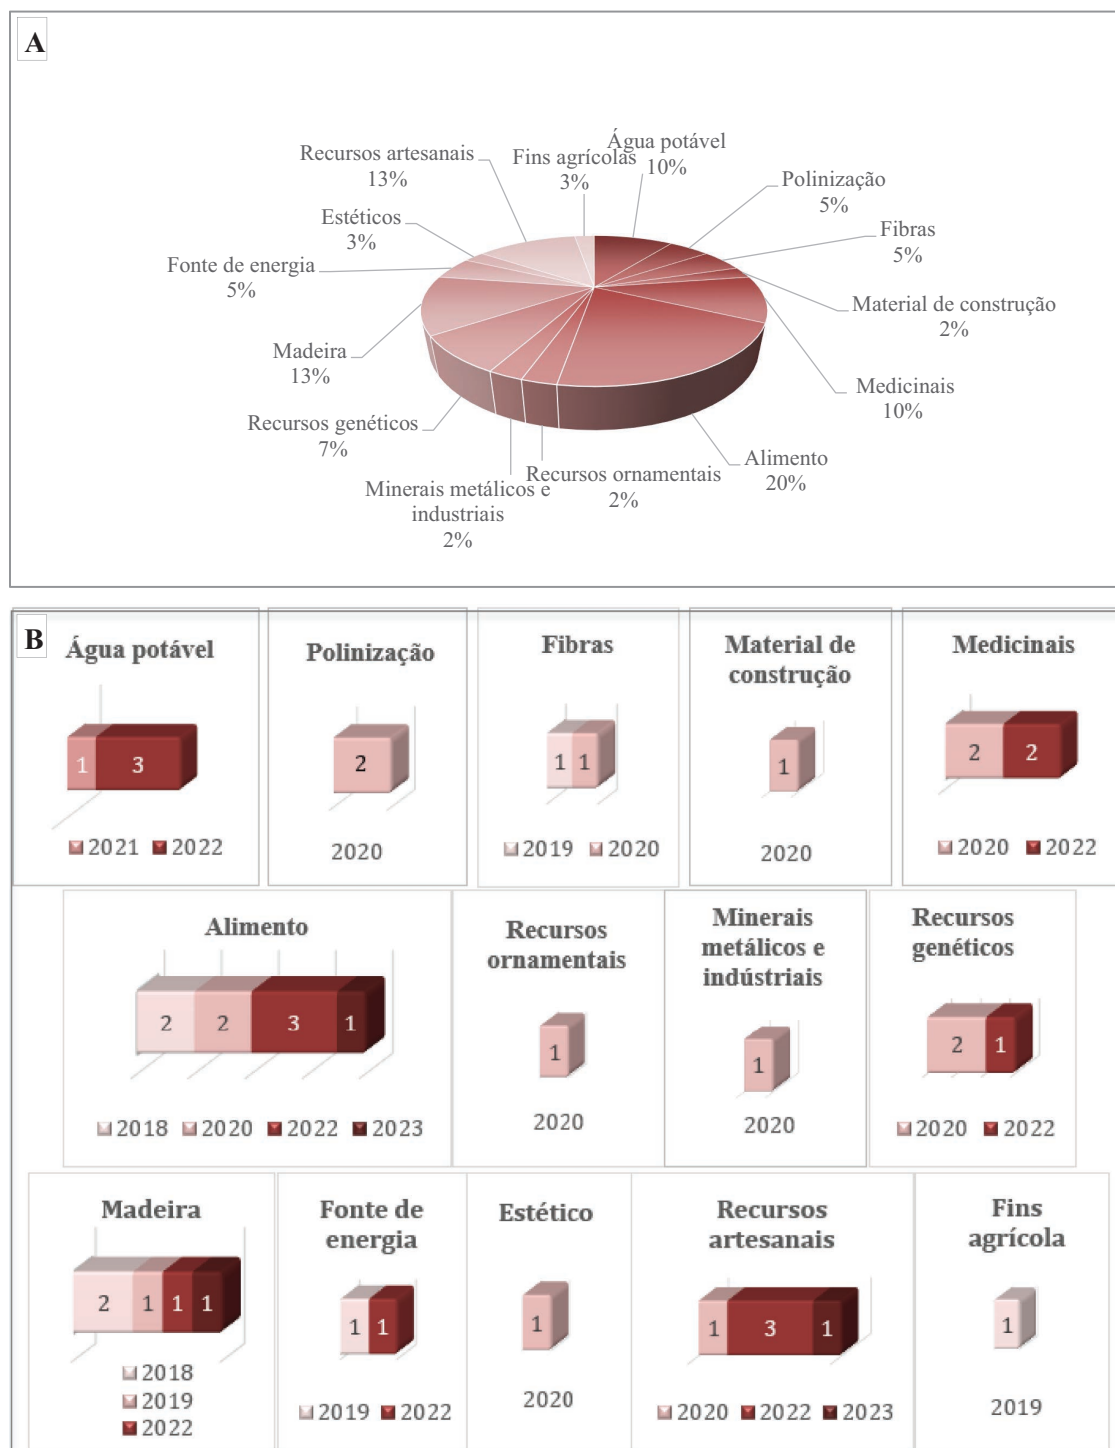 A
Recursos artesanais
13%
Fins agrícolas
3%
Água potável
10%
Polinização
5%
Estéticos
3%
Fibras
5%
Fonte de energia
5%
Material de construção
2%
Madeira
13%
Medicinais
10%
Recursos genéticos
7%
Alimento
20%
Recursos ornamentais
2%
Minerais metálicos e
industriais
2%
B
Água potável
1 3
2021 2022
Polinização
2
2020
Fibras
1 1
2019 2020
Material de
construção
1
2020
Medicinais
2 2
2020 2022
Alimento
2 2 3 1
2018 2020 2022 2023
Recursos
ornamentais
1
2020
Minerais
metálicos e
indústriais
1
2020
Recursos
genéticos
2 1
2020 2022
Madeira
2 1 1 1
2018
2019
2022
Fonte de
energia
1 1
2019 2022
Estético
1
2020
Recursos
artesanais
1 3 1
2020 2022 2023
Fins
agrícola
1
2019